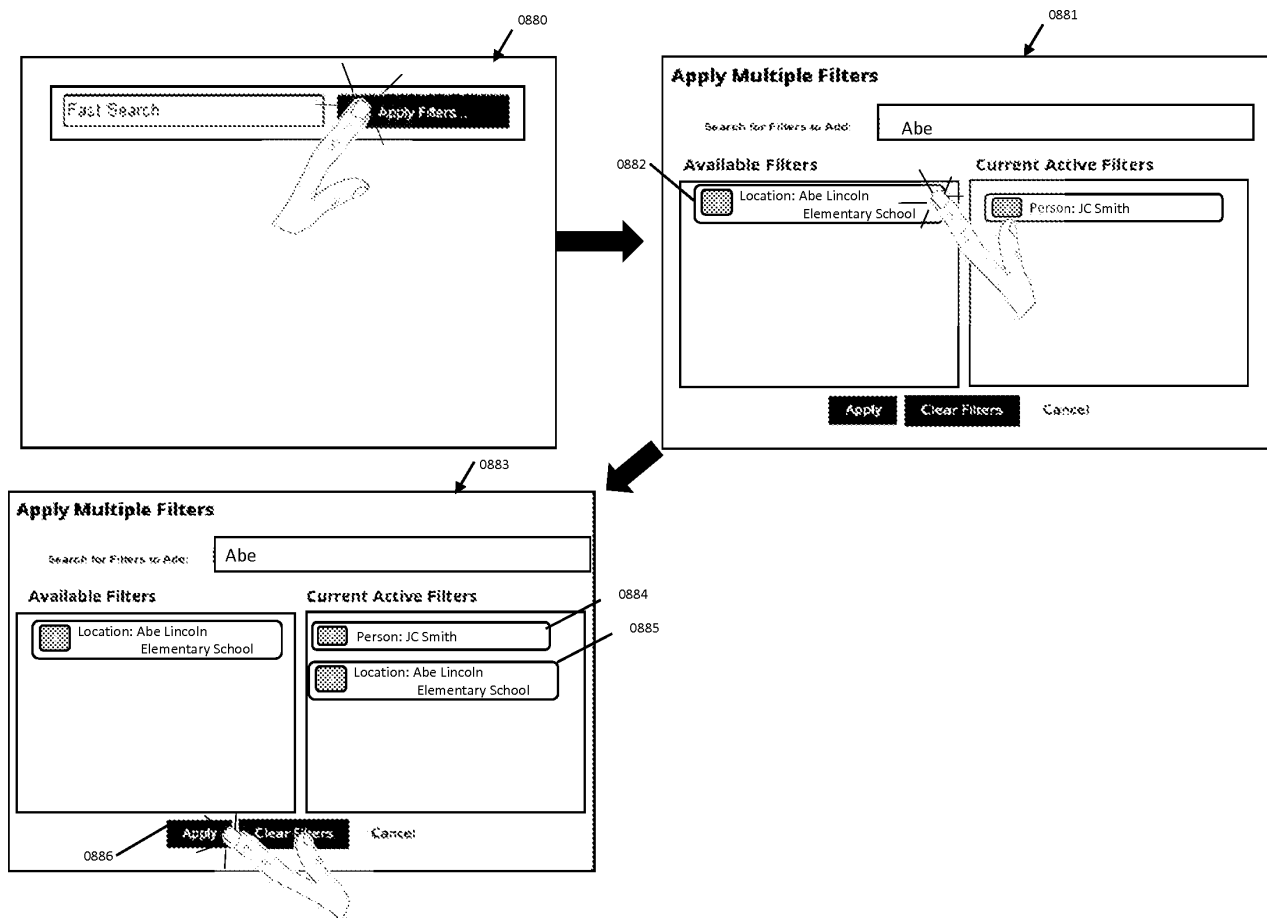 0880
Fast Search
Apply Filters...
0881
Apply Multiple Filters
Search for Filters to Add:
Abe
0882
Available Filters
Current Active Filters
Location: Abe Lincoln
Elementary School
Person: JC Smith
Apply
Clear Filters
Cancel
0883
Apply Multiple Filters
Search for Filters to Add:
Abe
Available Filters
Current Active Filters
0884
0885
Location: Abe Lincoln
Elementary School
Person: JC Smith
Location: Abe Lincoln
Elementary School
Apply
Clear Filters
Cancel
0886